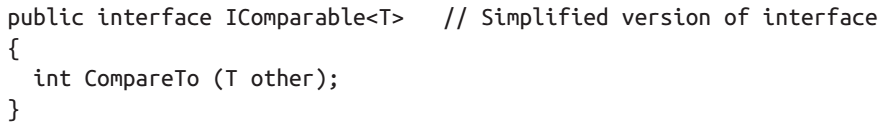 public interface IComparable<T>   // Simplified version of interface
{
  int CompareTo (T other);
}